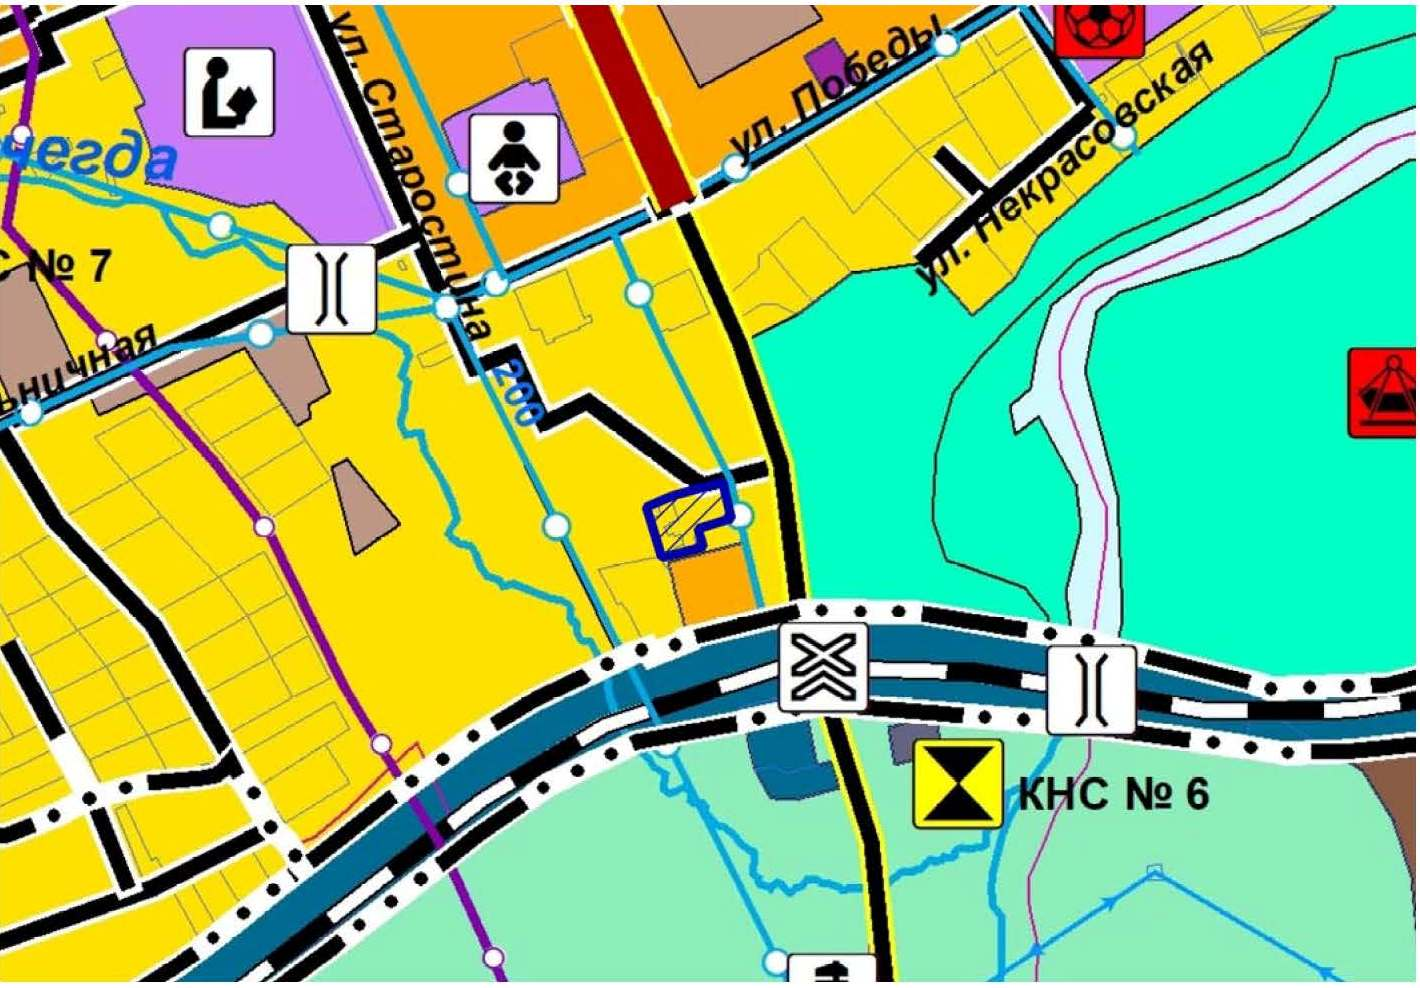 ул. Старостина
ул. Победы
ул. Некрасовская
чегда
С № 7
ьничная
200
КНС № 6